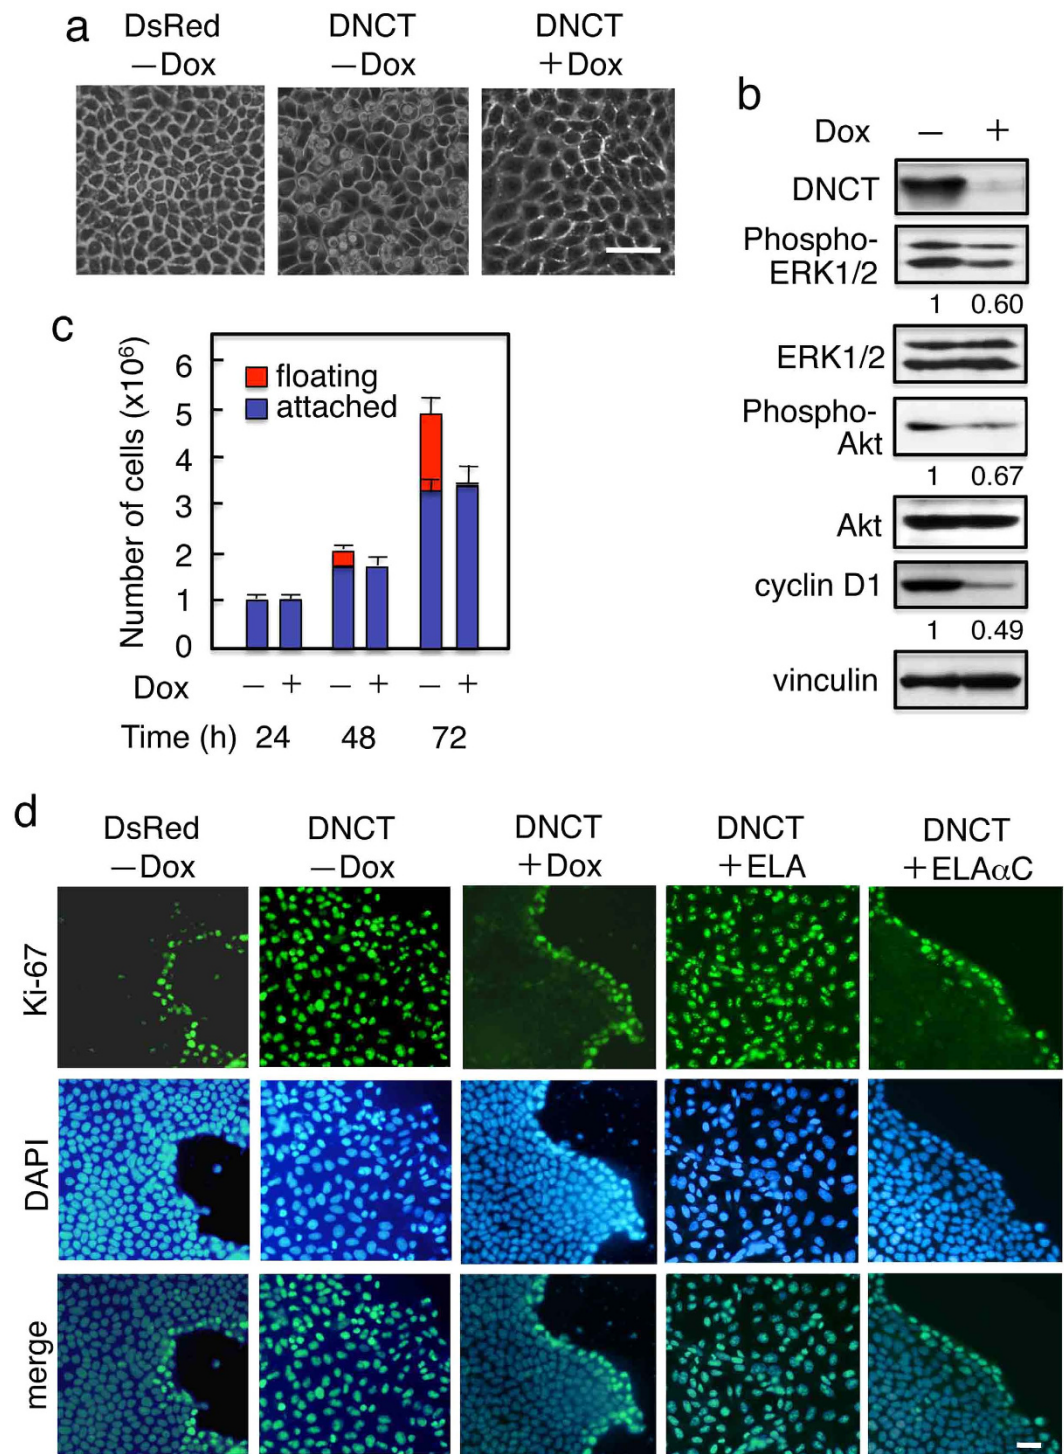 a
DsRed
—Dox
DNCT
—Dox
DNCT
+Dox
b
Dox — +
DNCT
Phospho-
ERK1/2
1 0.60
ERK1/2
Phospho-
Akt
1 0.67
Akt
cyclin D1
1 0.49
vinculin
c
Number of cells (x10⁶)
6
5
4
3
2
1
0
floating
attached
Dox — + — + — +
Time (h) 24 48 72
d
DsRed
—Dox
DNCT
—Dox
DNCT
+Dox
DNCT
+ELA
DNCT
+ELAαC
Ki-67
DAPI
merge